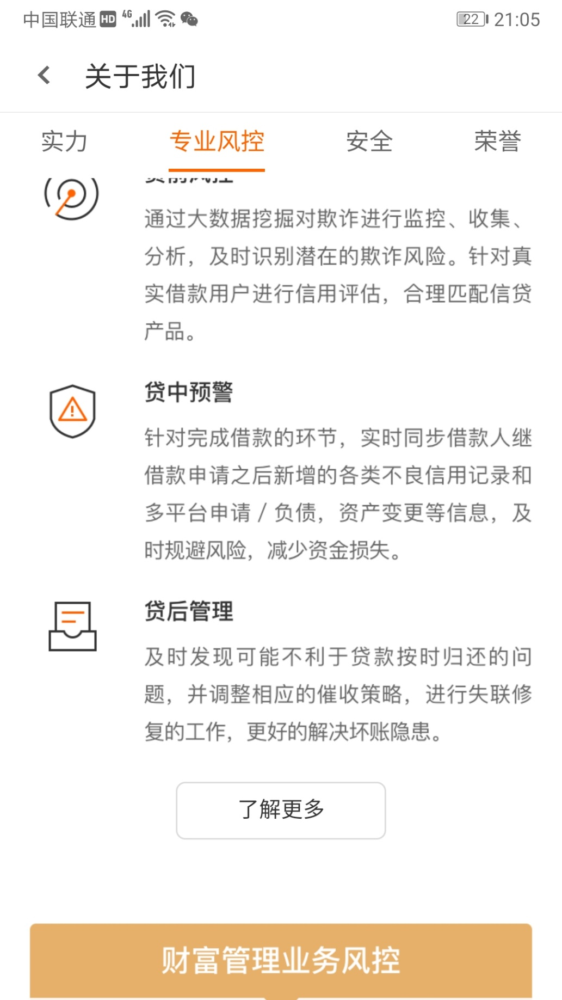 中国联通 HD 4G 22 21:05
关于我们
实力 专业风控 安全 荣誉
通过大数据挖掘对欺诈进行监控、收集、
分析，及时识别潜在的欺诈风险。针对真
实借款用户进行信用评估，合理匹配信贷
产品。
贷中预警
针对完成借款的环节，实时同步借款人继
借款申请之后新增的各类不良信用记录和
多平台申请／负债，资产变更等信息，及
时规避风险，减少资金损失。
贷后管理
及时发现可能不利于贷款按时归还的问
题，并调整相应的催收策略，进行失联修
复的工作，更好的解决坏账隐患。
了解更多
财富管理业务风控